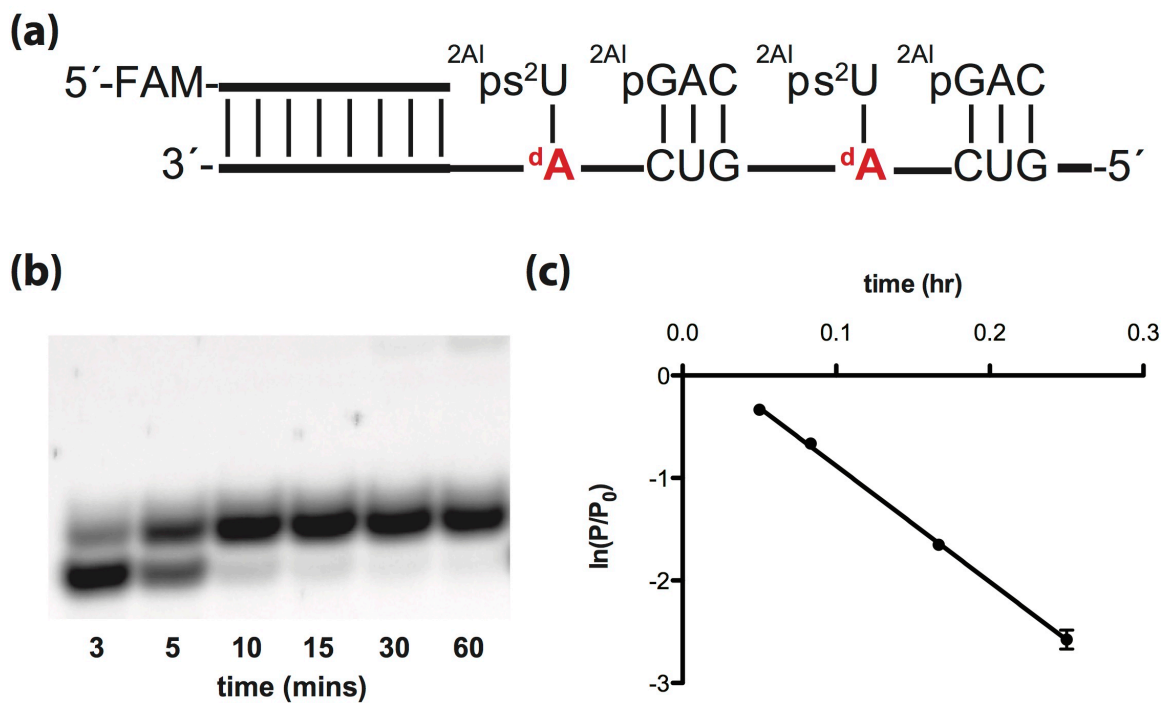 (a)
2AI 2AI 2AI 2AI
5´-FAM- ps²U pGAC ps²U pGAC
3´- dA CUG dA CUG -5´
(b)
3 5 10 15 30 60
time (mins)
(c)
time (hr)
0.0 0.1 0.2 0.3
0
-1
-2
-3
ln(P/P₀)